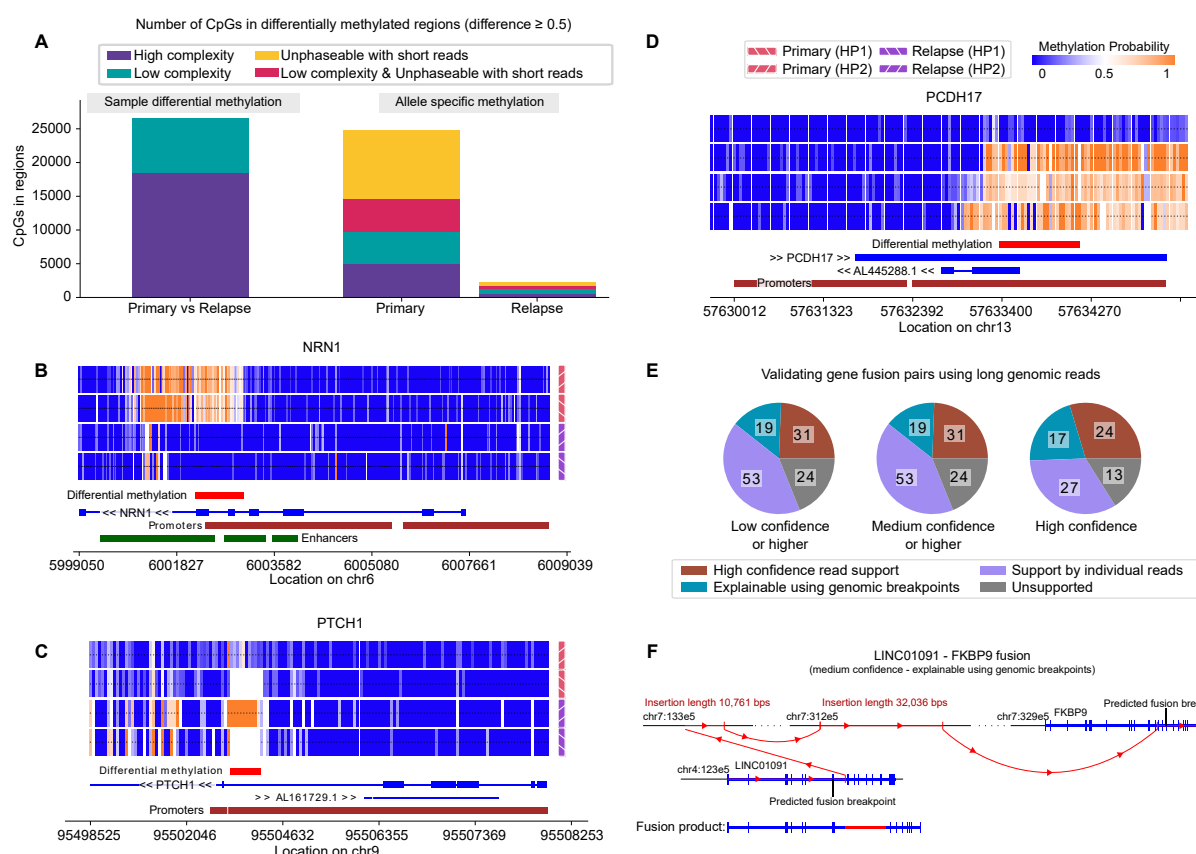 A
Number of CpGs in differentially methylated regions (difference ≥ 0.5)
High complexity
Unphaseable with short reads
Low complexity
Low complexity & Unphaseable with short reads
Sample differential methylation
Allele specific methylation
CpGs in regions
25000
20000
15000
10000
5000
0
Primary vs Relapse
Primary
Relapse
B
NRN1
Differential methylation
<< NRN1 >>
Promoters
Enhancers
5999050
6001827
6003582
6005080
6007661
6009039
Location on chr6
C
PTCH1
Differential methylation
<< PTCH1 <<
>> AL161729.1 >>
Promoters
95498525
95502046
95504632
95506355
95507369
95508253
Location on chr9
D
Primary (HP1)
Relapse (HP1)
Primary (HP2)
Relapse (HP2)
Methylation Probability
0
0.5
1
PCDH17
Differential methylation
>> PCDH17 >>
<< AL445288.1 <<
Promoters
57630012
57631323
57632392
57633400
57634270
Location on chr13
E
Validating gene fusion pairs using long genomic reads
19
31
53
24
Low confidence
or higher
19
31
53
24
Medium confidence
or higher
17
24
27
13
High confidence
High confidence read support
Support by individual reads
Explainable using genomic breakpoints
Unsupported
F
LINC01091 - FKBP9 fusion
(medium confidence - explainable using genomic breakpoints)
Insertion length 10,761 bps
Insertion length 32,036 bps
Predicted fusion bre
chr7:133e5
chr7:312e5
chr7:329e5
FKBP9
chr4:123e5
LINC01091
Predicted fusion breakpoint
Fusion product: